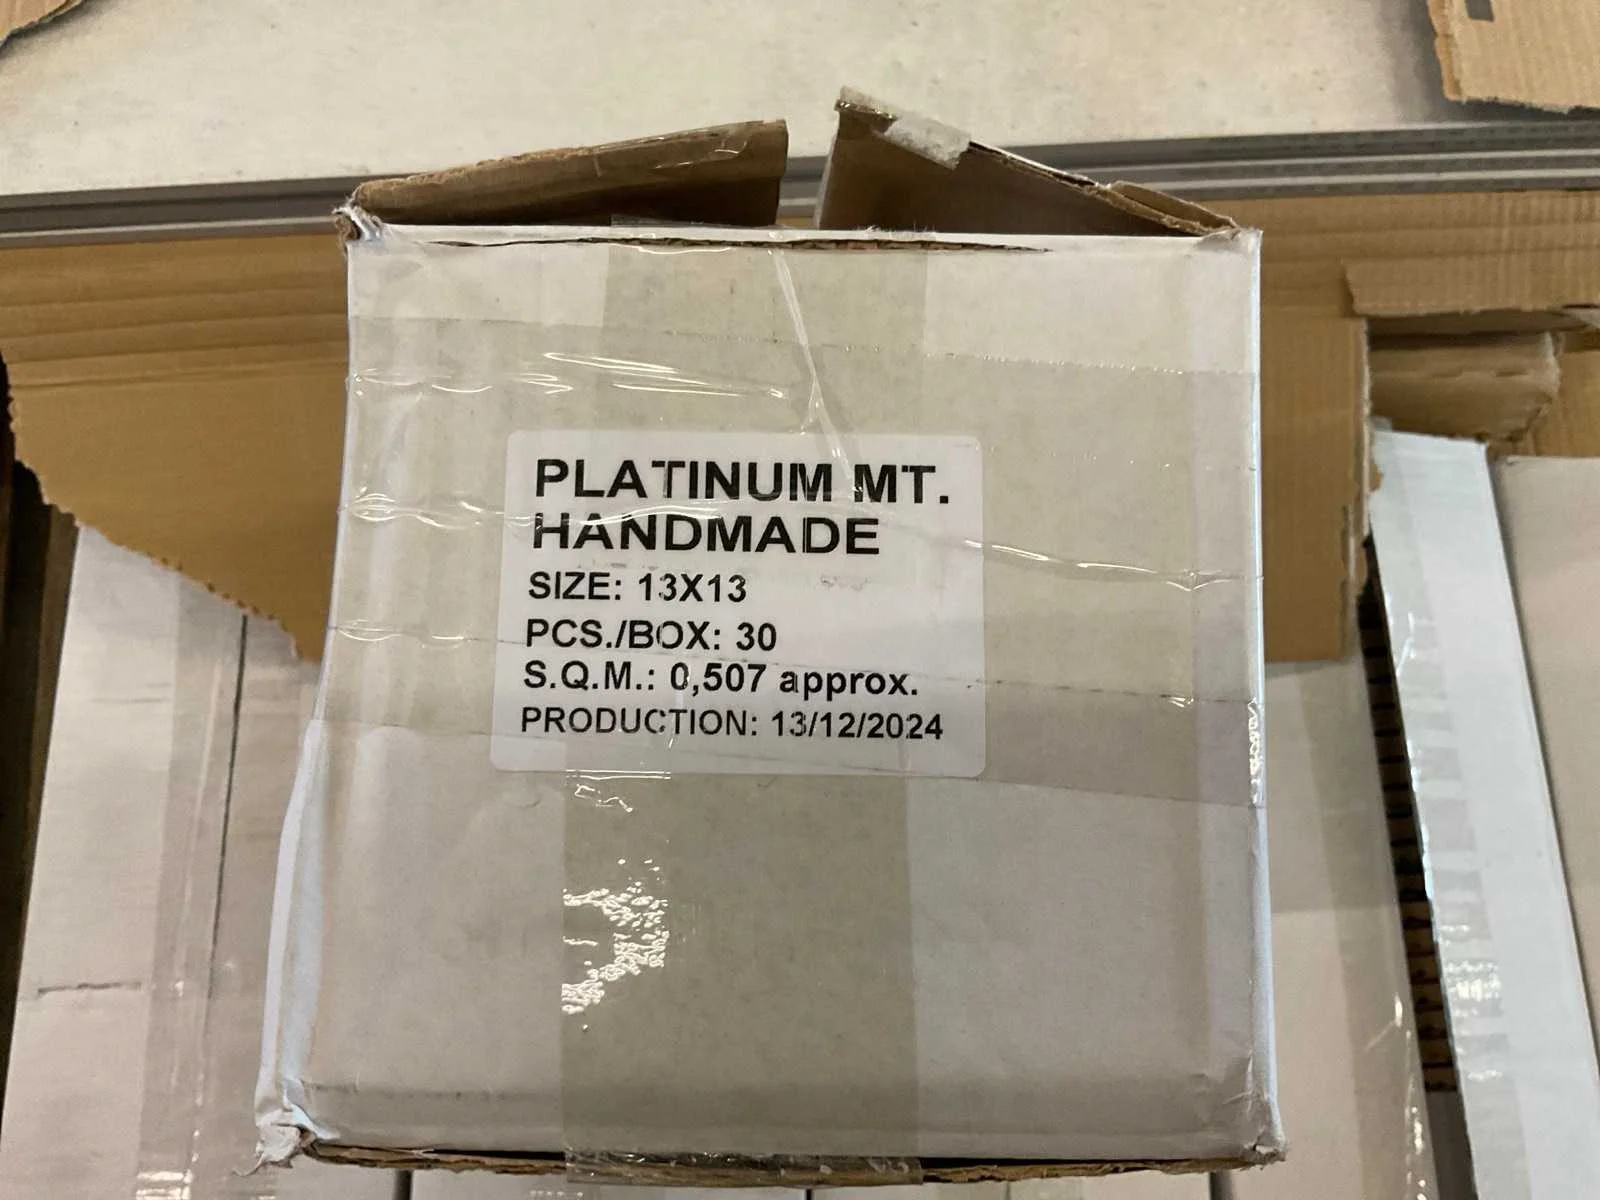 PLATINUM MT.
HANDMADE
SIZE: 13X13
PCS./BOX: 30
S.Q.M.: 0,507 approx.
PRODUCTION: 13/12/2024